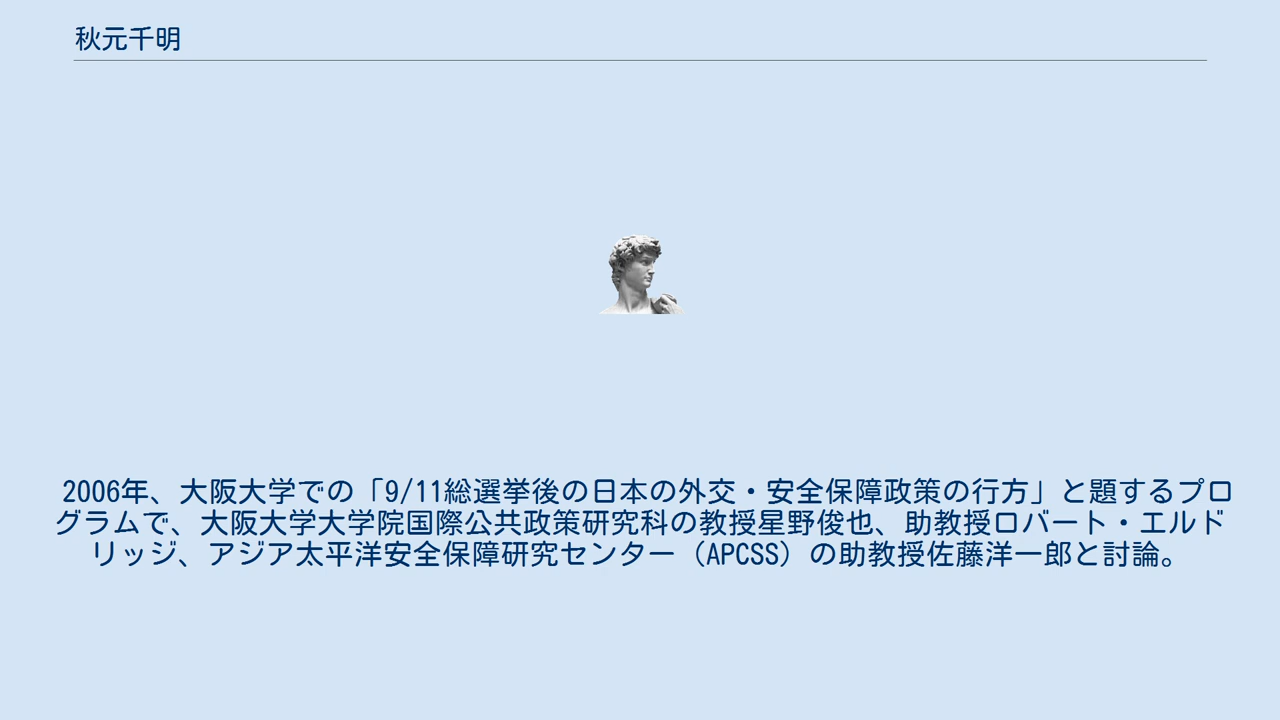 秋元千明
2006年、大阪大学での「9/11総選挙後の日本の外交・安全保障政策の行方」と題するプロ
グラムで、大阪大学大学院国際公共政策研究科の教授星野俊也、助教授ロバート・エルド
リッジ、アジア太平洋安全保障研究センター（APCSS）の助教授佐藤洋一郎と討論。